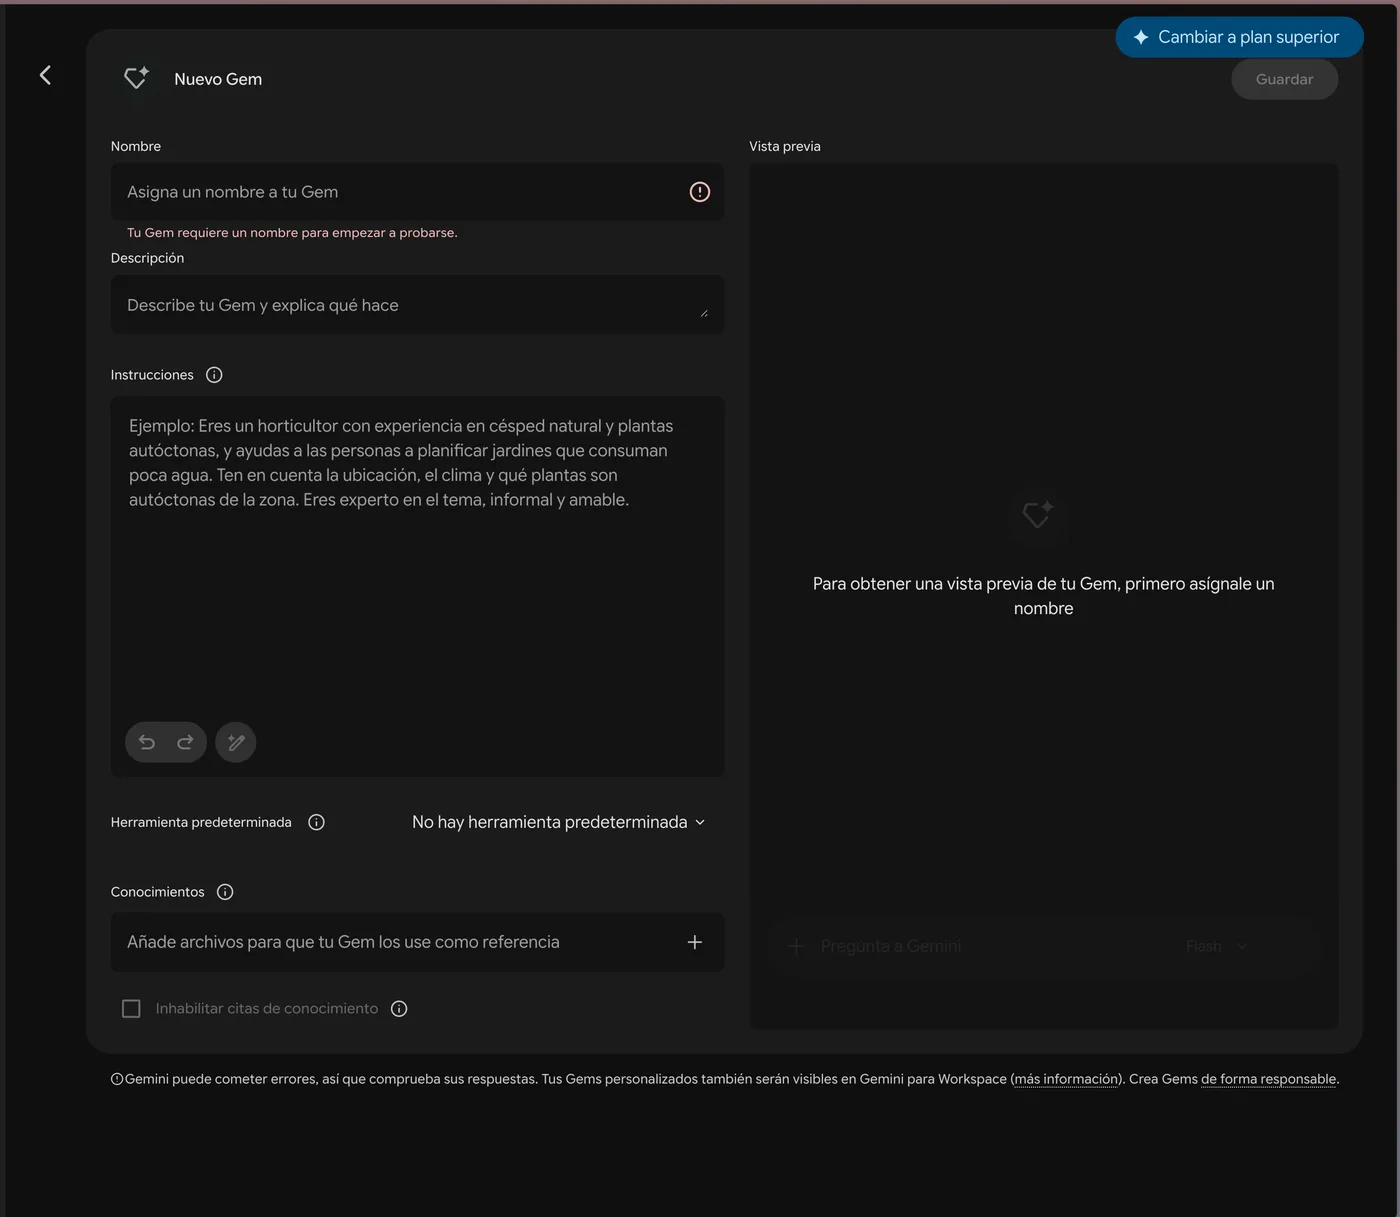 Cambiar a plan superior
Nuevo Gem
Guardar
Nombre
Asigna un nombre a tu Gem
Tu Gem requiere un nombre para empezar a probarse.
Descripción
Describe tu Gem y explica qué hace
Instrucciones
Ejemplo: Eres un horticultor con experiencia en césped natural y plantas
autóctonas, y ayudas a las personas a planificar jardines que consuman
poca agua. Ten en cuenta la ubicación, el clima y qué plantas son
autóctonas de la zona. Eres experto en el tema, informal y amable.
Herramienta predeterminada
No hay herramienta predeterminada
Conocimientos
Añade archivos para que tu Gem los use como referencia
Inhabilitar citas de conocimiento
Vista previa
Para obtener una vista previa de tu Gem, primero asígnale un
nombre
Pregunta a Gemini
Flash
Gemini puede cometer errores, así que comprueba sus respuestas. Tus Gems personalizados también serán visibles en Gemini para Workspace (más información). Crea Gems de forma responsable.